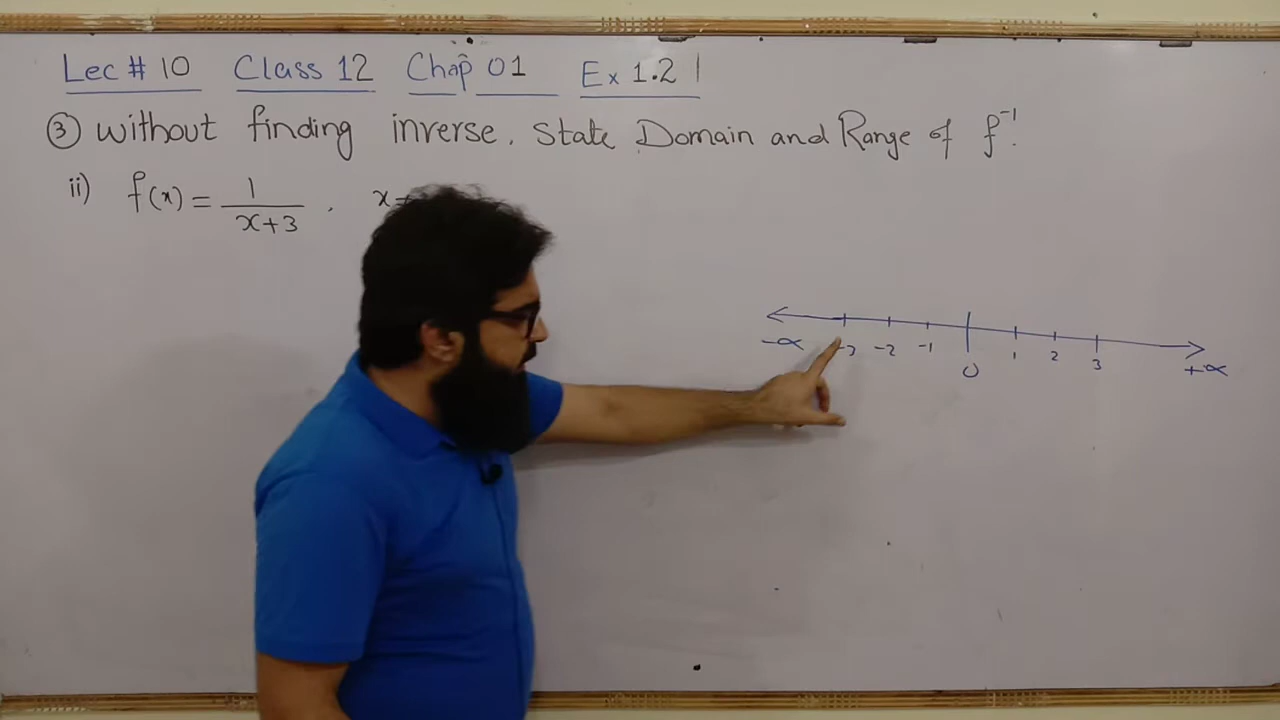 Lec # 10 Class 12 Chap 01 Ex 1.2
③ without finding inverse. State Domain and Range of f⁻¹.
ii) f(x) = 1/(x+3) , x
-∞ -3 -2 -1 0 1 2 3 +∞